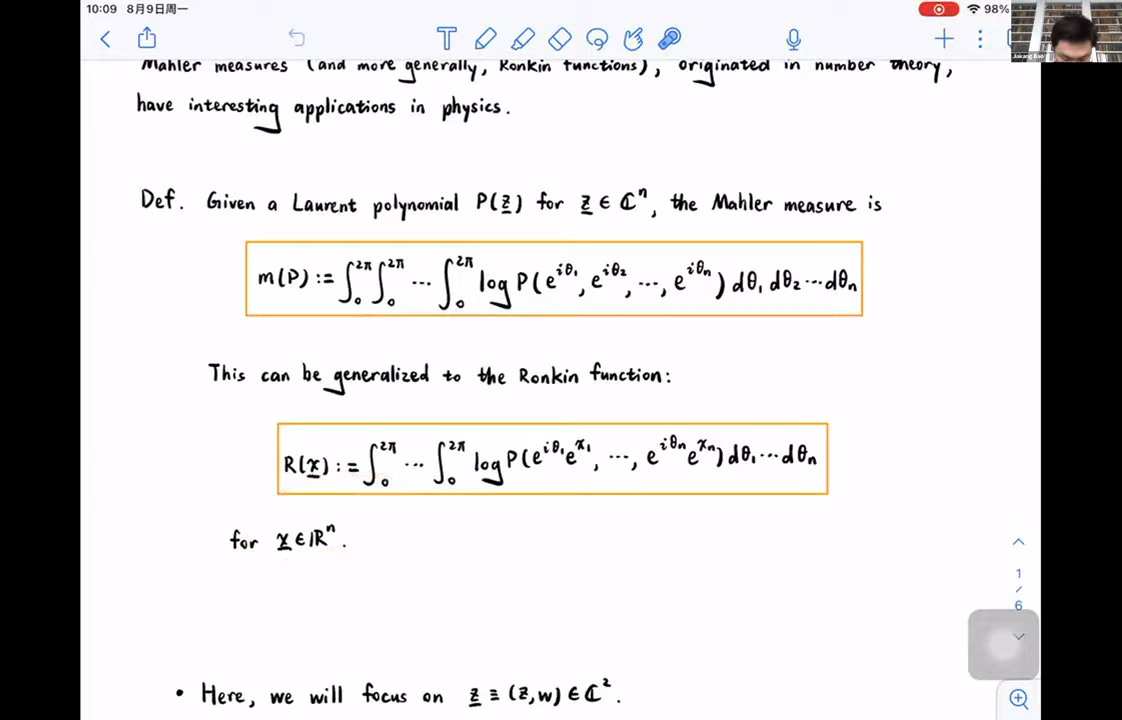 10:09 8月9日周一
98%
Jiakang Bao
Mahler measures (and more generally, Ronkin functions), originated in number theory,
have interesting applications in physics.
Def. Given a Laurent polynomial P(z) for z ∈ ℂⁿ, the Mahler measure is
m(P) := ∫₀^{2π} ∫₀^{2π} ⋯ ∫₀^{2π} log P(e^{iθ₁}, e^{iθ₂}, ⋯, e^{iθₙ}) dθ₁ dθ₂ ⋯ dθₙ
This can be generalized to the Ronkin function:
R(x) := ∫₀^{2π} ⋯ ∫₀^{2π} log P(e^{iθ₁}e^{x₁}, ⋯, e^{iθₙ}e^{xₙ}) dθ₁ ⋯ dθₙ
for x ∈ ℝⁿ.
1
/
6
• Here, we will focus on z ≡ (z, w) ∈ ℂ².